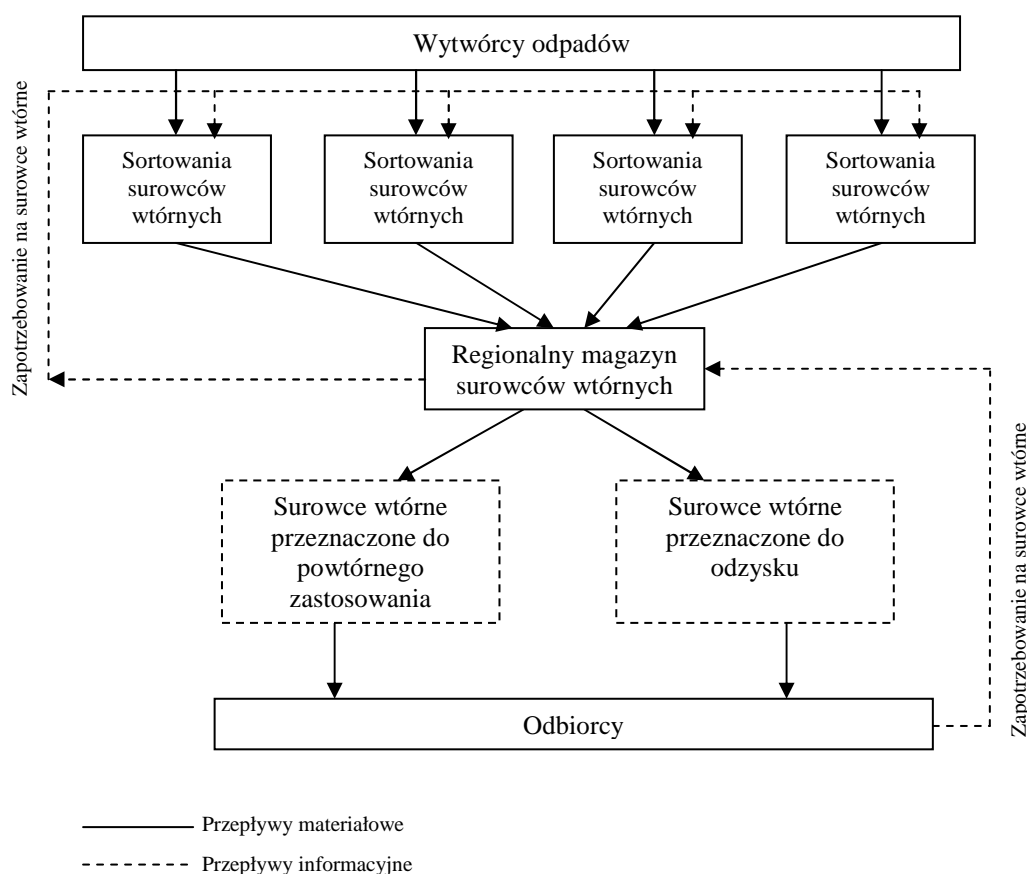 Wytwórcy odpadów
Zapotrzebowanie na surowce wtórne
Sortowania
surowców
wtórnych
Sortowania
surowców
wtórnych
Sortowania
surowców
wtórnych
Sortowania
surowców
wtórnych
Regionalny magazyn
surowców wtórnych
Surowce wtórne
przeznaczone do
powtórnego
zastosowania
Surowce wtórne
przeznaczone do
odzysku
Zapotrzebowanie na surowce wtórne
Odbiorcy
Przepływy materiałowe
Przepływy informacyjne